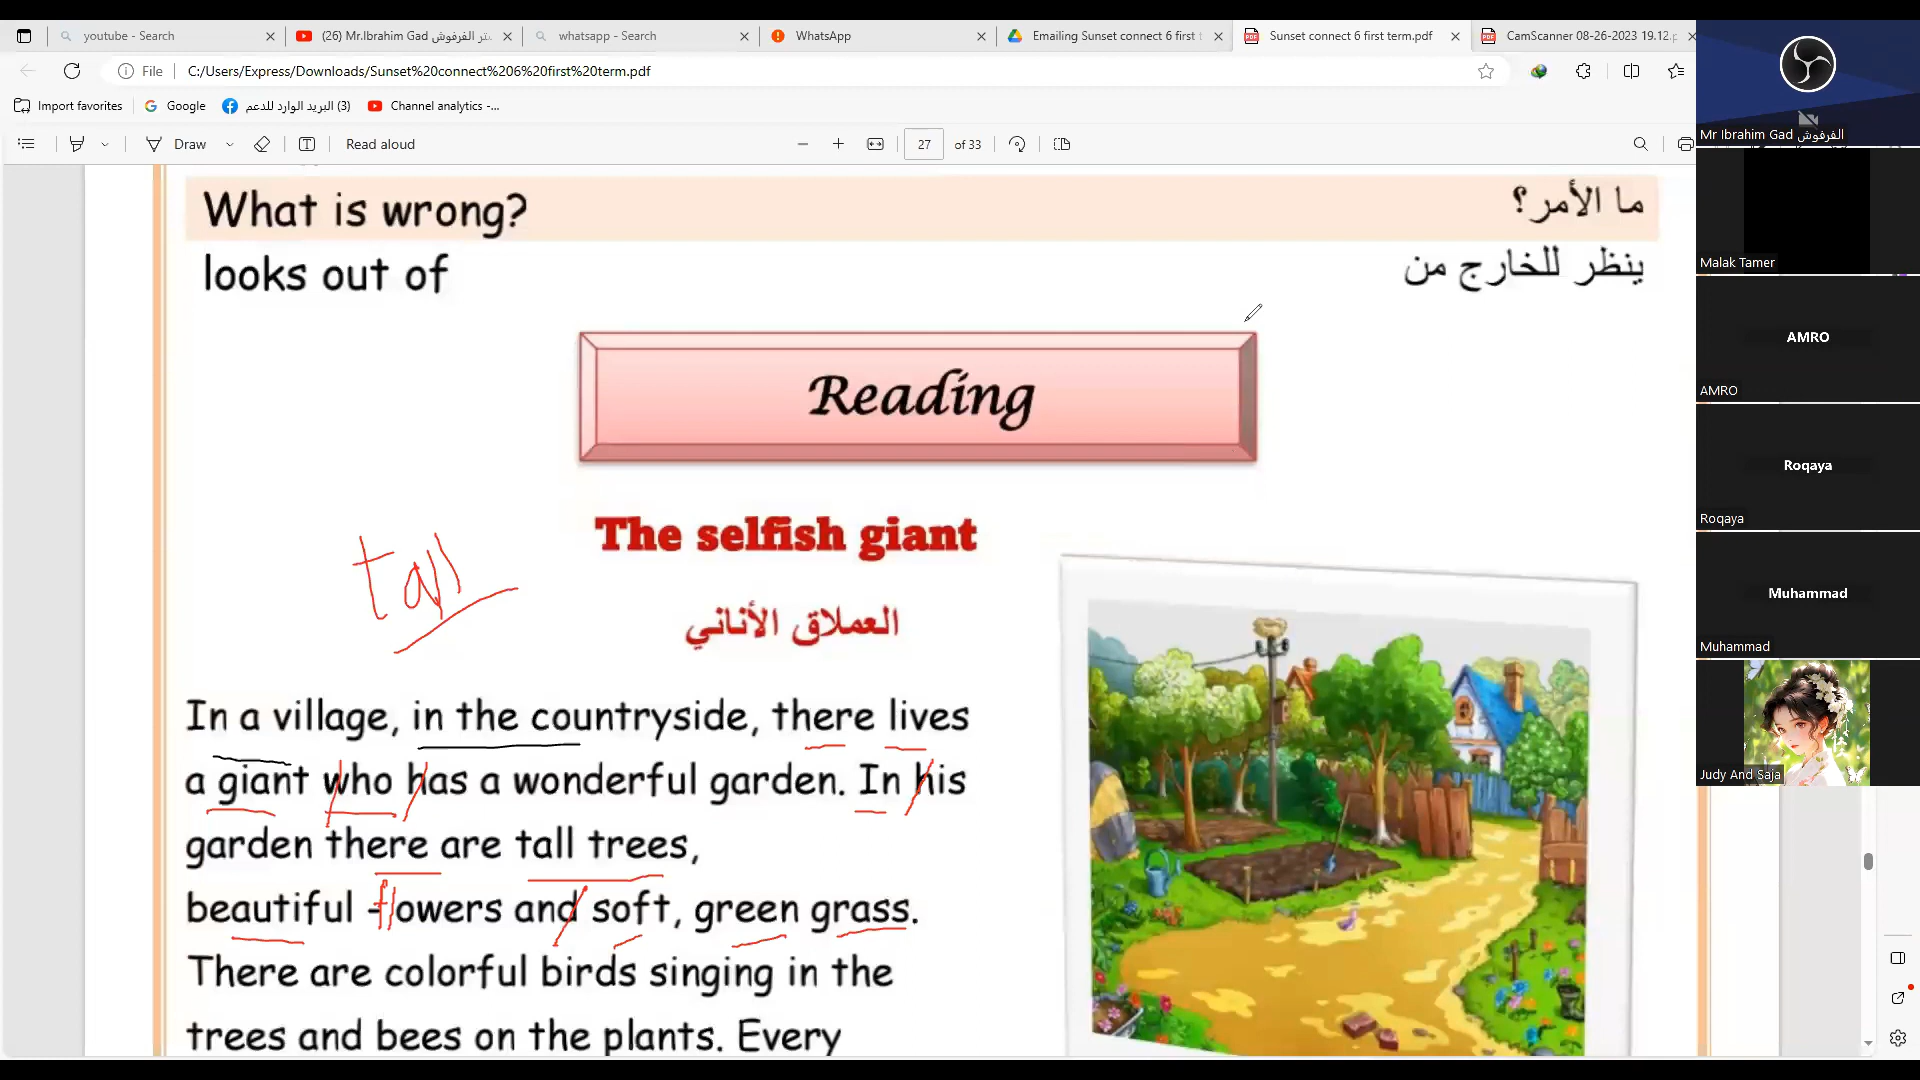 youtube - Search
(26) Mr.Ibrahim Gad مستر الفرفوش
whatsapp - Search
WhatsApp
Emailing Sunset connect 6 first t
Sunset connect 6 first term.pdf
CamScanner 08-26-2023 19.12.p
File
C:/Users/Express/Downloads/Sunset%20connect%206%20first%20term.pdf
Import favorites
Google
(3) البريد الوارد للدعم
Channel analytics -...
Draw
Read aloud
27 of 33
What is wrong?
ما الأمر؟
looks out of
ينظر للخارج من
Reading
The selfish giant
العملاق الأناني
tall
In a village, in the countryside, there lives
a giant who has a wonderful garden. In his
garden there are tall trees,
beautiful -flowers and soft, green grass.
There are colorful birds singing in the
trees and bees on the plants. Every
Mr Ibrahim Gad الفرفوش
Malak Tamer
AMRO
AMRO
Roqaya
Roqaya
Muhammad
Muhammad
Judy And Saja